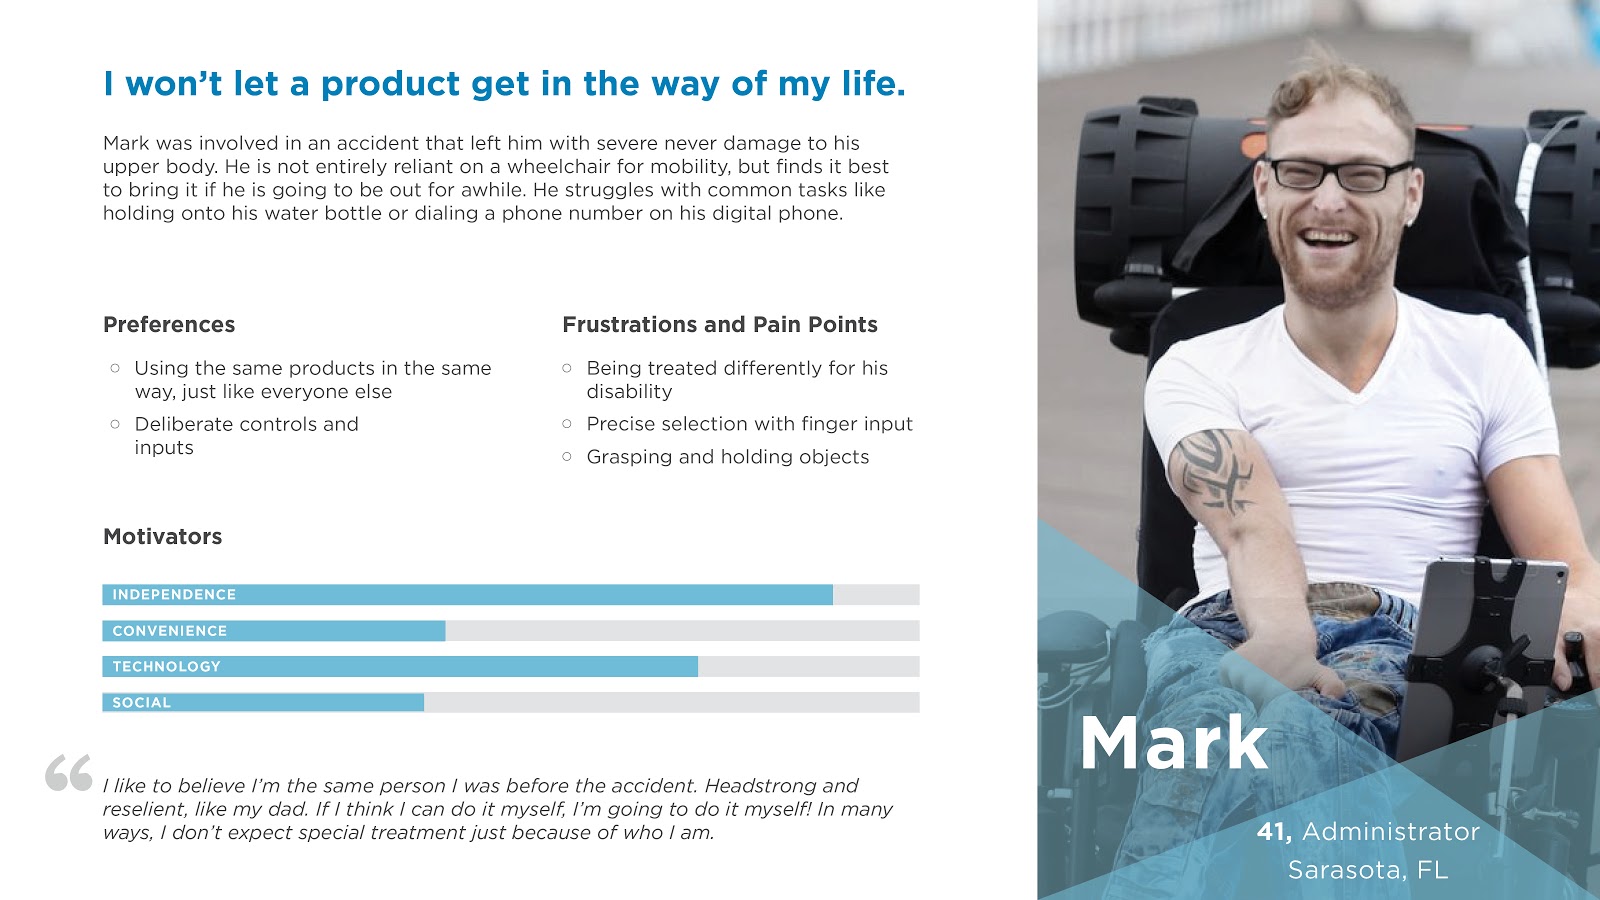 I won’t let a product get in the way of my life.
Mark was involved in an accident that left him with severe never damage to his
upper body. He is not entirely reliant on a wheelchair for mobility, but finds it best
to bring it if he is going to be out for awhile. He struggles with common tasks like
holding onto his water bottle or dialing a phone number on his digital phone.
Preferences
○ Using the same products in the same
way, just like everyone else
○ Deliberate controls and
inputs
Frustrations and Pain Points
○ Being treated differently for his
disability
○ Precise selection with finger input
○ Grasping and holding objects
Motivators
INDEPENDENCE
CONVENIENCE
TECHNOLOGY
SOCIAL
“I like to believe I’m the same person I was before the accident. Headstrong and
reselient, like my dad. If I think I can do it myself, I’m going to do it myself! In many
ways, I don’t expect special treatment just because of who I am.
Mark
41, Administrator
Sarasota, FL